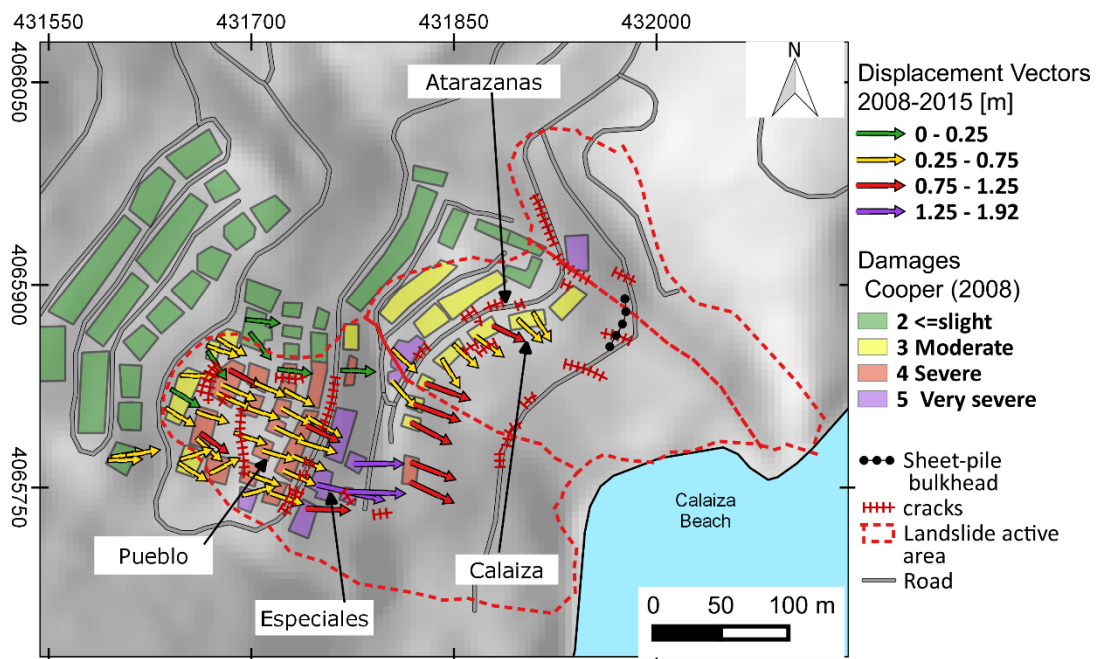 431550
431700
431850
432000
4066050
4065900
4065750
N
Atarazanas
Pueblo
Especiales
Calaiza
Calaiza
Beach
0
50
100 m
Displacement Vectors
2008-2015 [m]
0 - 0.25
0.25 - 0.75
0.75 - 1.25
1.25 - 1.92
Damages
Cooper (2008)
2 <=slight
3 Moderate
4 Severe
5 Very severe
Sheet-pile
bulkhead
cracks
Landslide active
area
Road